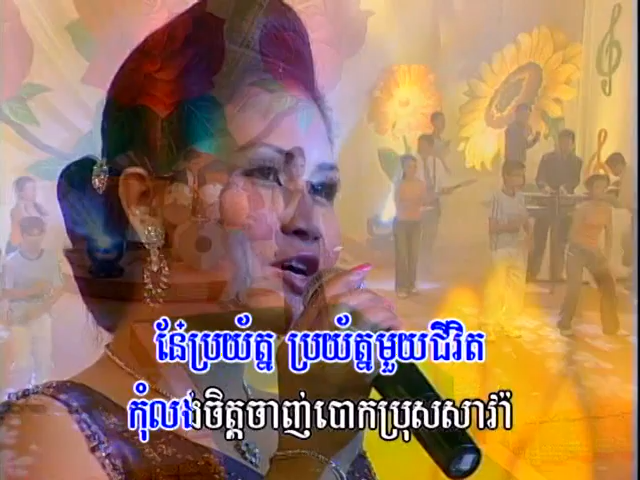 ន៎ែប្រយ័ត្ន ប្រយ័ត្នមួយជីវិត
កុំលង់ចិត្តចាញ់បោកប្រុសសាវ៉ា